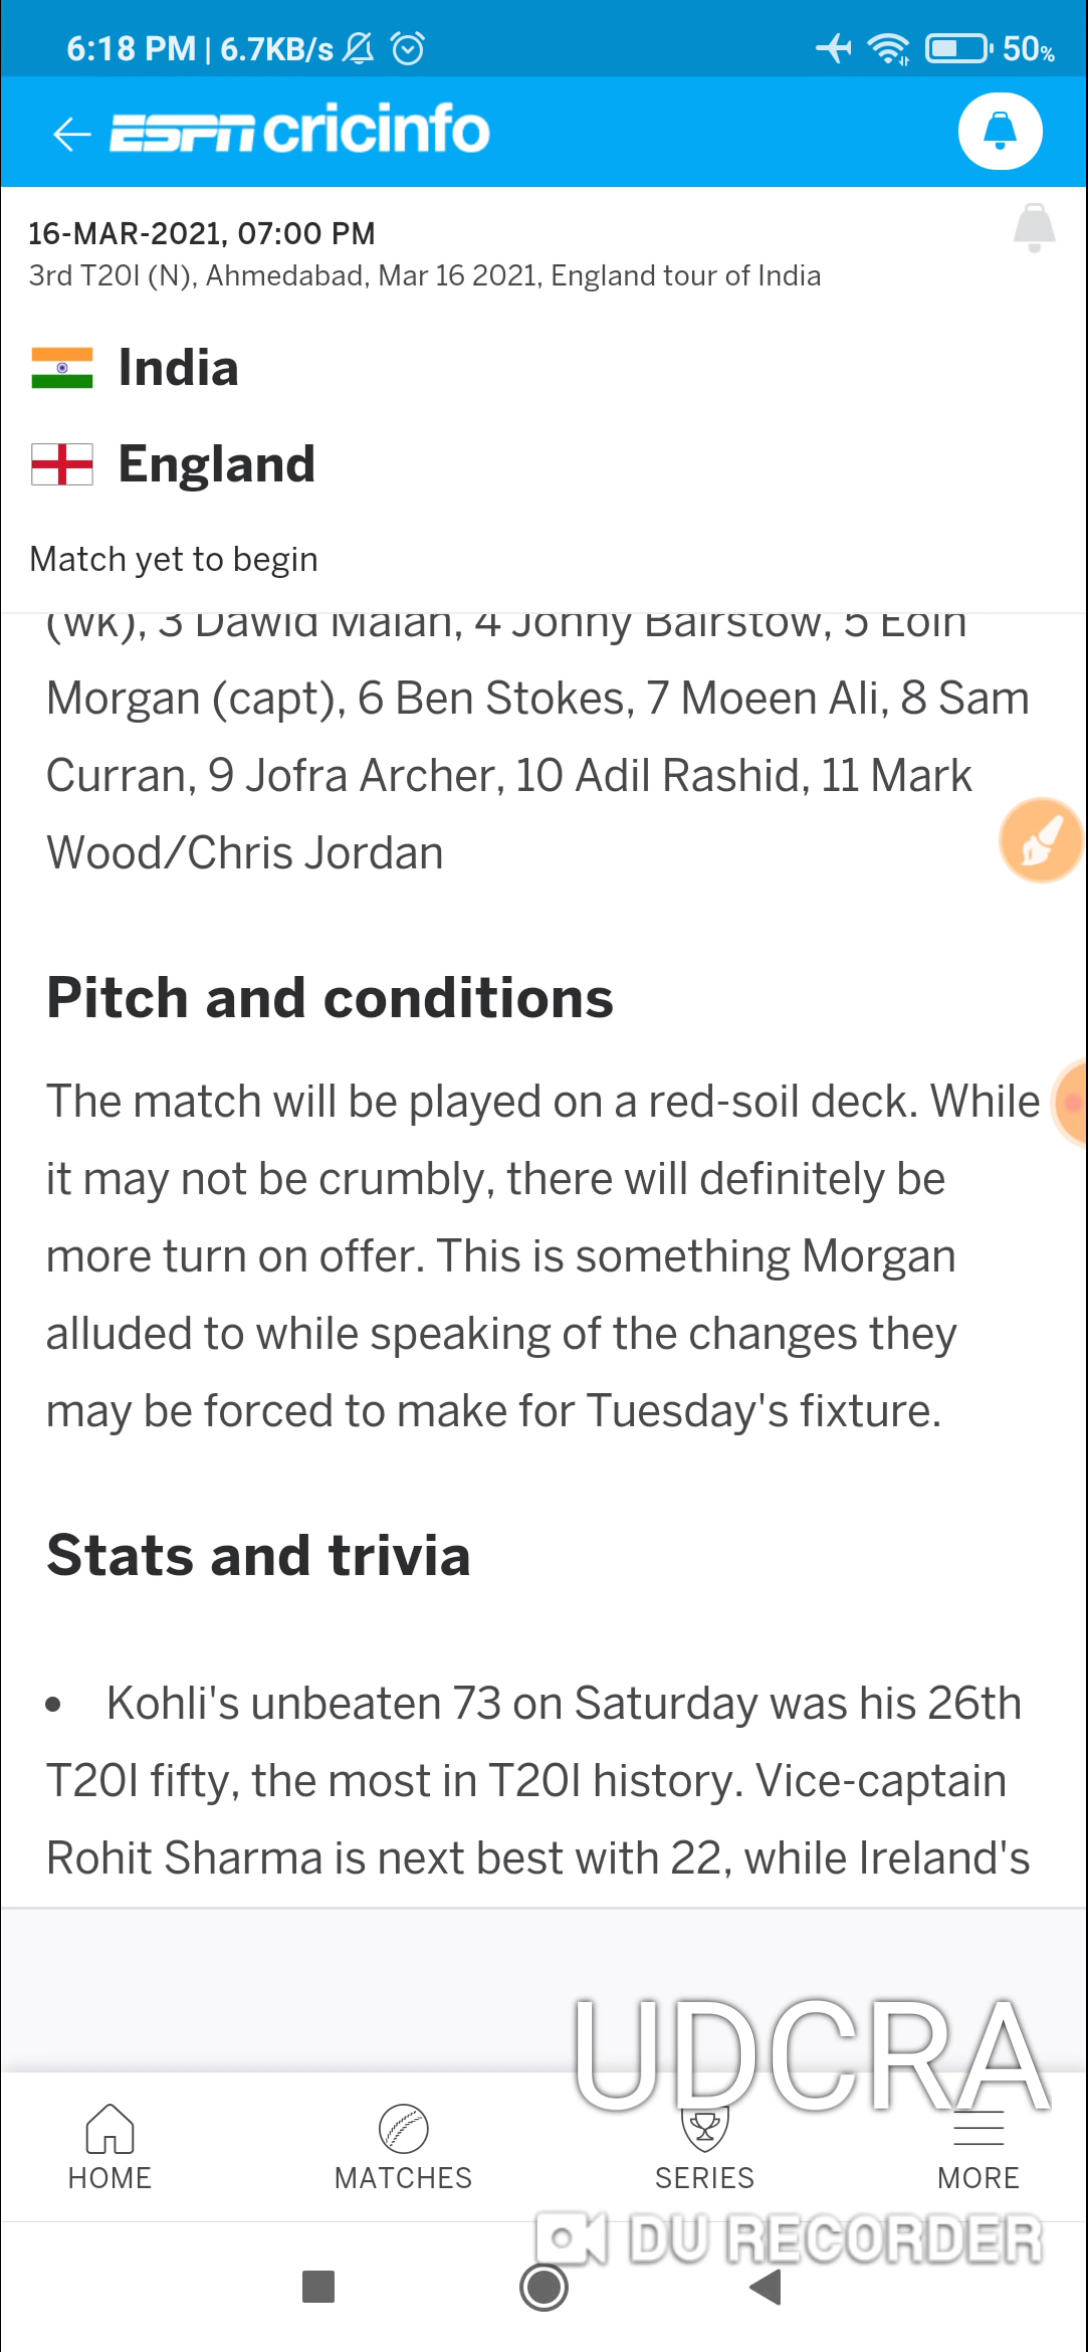 6:18 PM | 6.7KB/s
50%
ESPN cricinfo
16-MAR-2021, 07:00 PM
3rd T20I (N), Ahmedabad, Mar 16 2021, England tour of India
India
England
Match yet to begin
(wk), 3 Dawid Malan, 4 Jonny Bairstow, 5 Eoin
Morgan (capt), 6 Ben Stokes, 7 Moeen Ali, 8 Sam
Curran, 9 Jofra Archer, 10 Adil Rashid, 11 Mark
Wood/Chris Jordan
Pitch and conditions
The match will be played on a red-soil deck. While
it may not be crumbly, there will definitely be
more turn on offer. This is something Morgan
alluded to while speaking of the changes they
may be forced to make for Tuesday's fixture.
Stats and trivia
• Kohli's unbeaten 73 on Saturday was his 26th
T20I fifty, the most in T20I history. Vice-captain
Rohit Sharma is next best with 22, while Ireland's
UDCRA
HOME MATCHES SERIES MORE
DU RECORDER